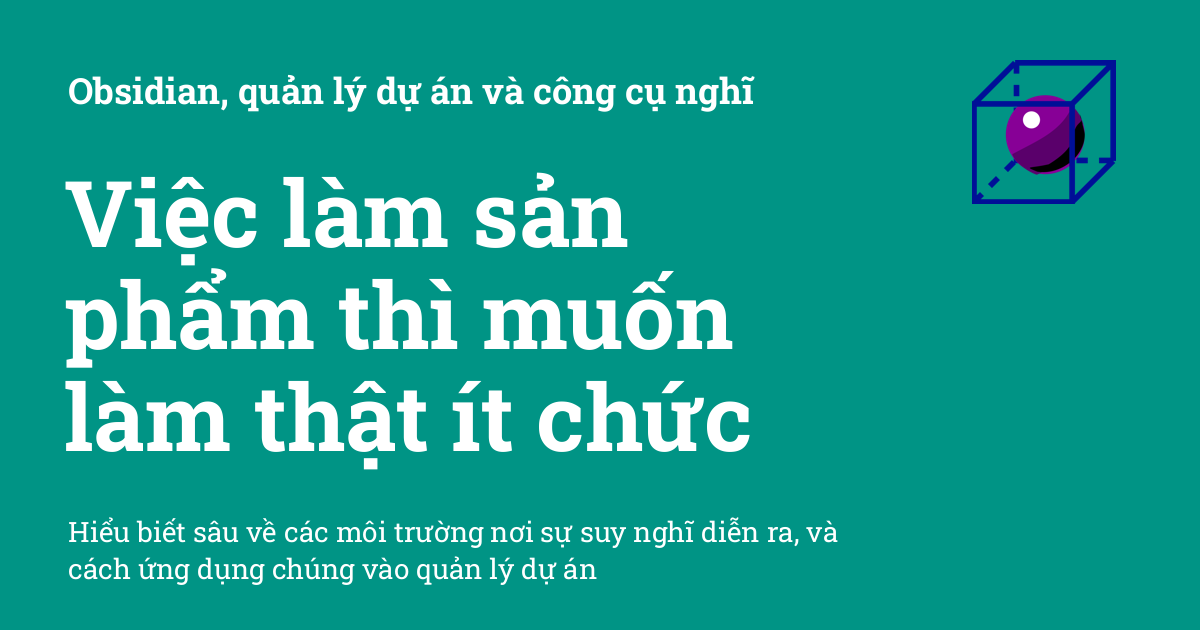 Obsidian, quản lý dự án và công cụ nghĩ
Việc làm sản
phẩm thì muốn
làm thật ít chức
Hiểu biết sâu về các môi trường nơi sự suy nghĩ diễn ra, và
cách ứng dụng chúng vào quản lý dự án